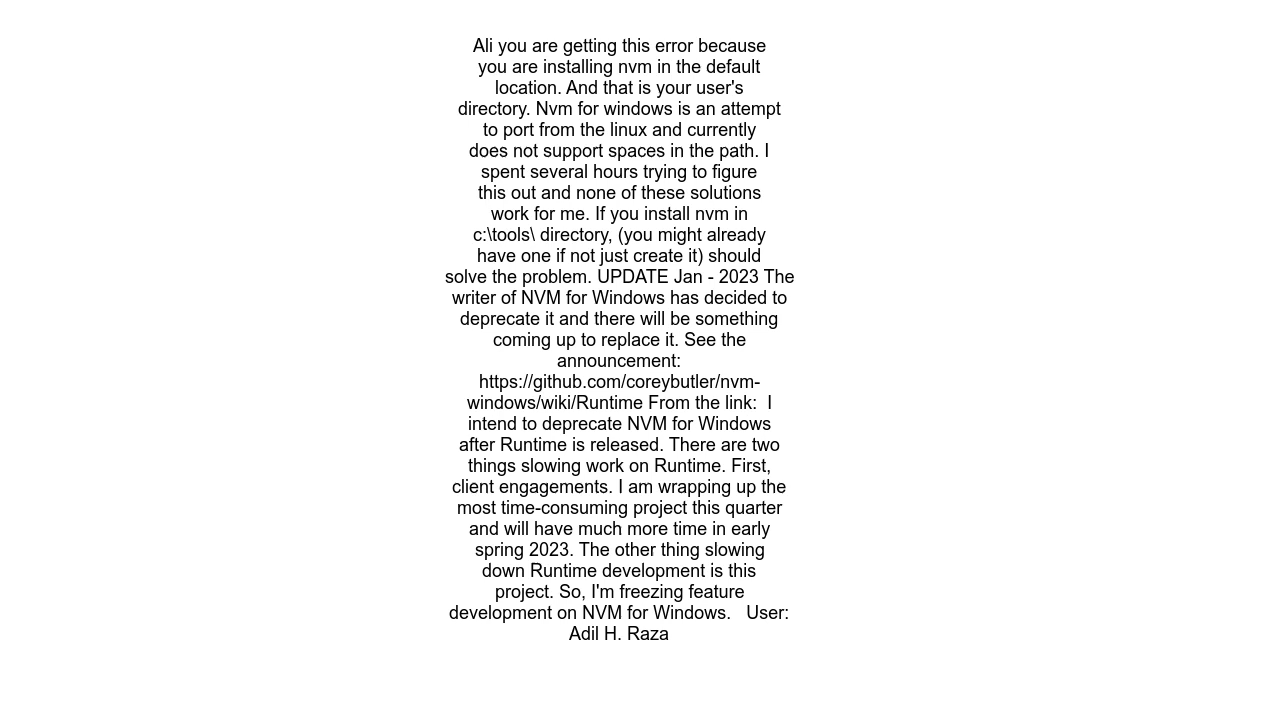 Ali you are getting this error because
you are installing nvm in the default
location. And that is your user's
directory. Nvm for windows is an attempt
to port from the linux and currently
does not support spaces in the path. I
spent several hours trying to figure
this out and none of these solutions
work for me. If you install nvm in
c:\tools\ directory, (you might already
have one if not just create it) should
solve the problem. UPDATE Jan - 2023 The
writer of NVM for Windows has decided to
deprecate it and there will be something
coming up to replace it. See the
announcement:
https://github.com/coreybutler/nvm-
windows/wiki/Runtime From the link:  I
intend to deprecate NVM for Windows
after Runtime is released. There are two
things slowing work on Runtime. First,
client engagements. I am wrapping up the
most time-consuming project this quarter
and will have much more time in early
spring 2023. The other thing slowing
down Runtime development is this
project. So, I'm freezing feature
development on NVM for Windows.   User:
Adil H. Raza